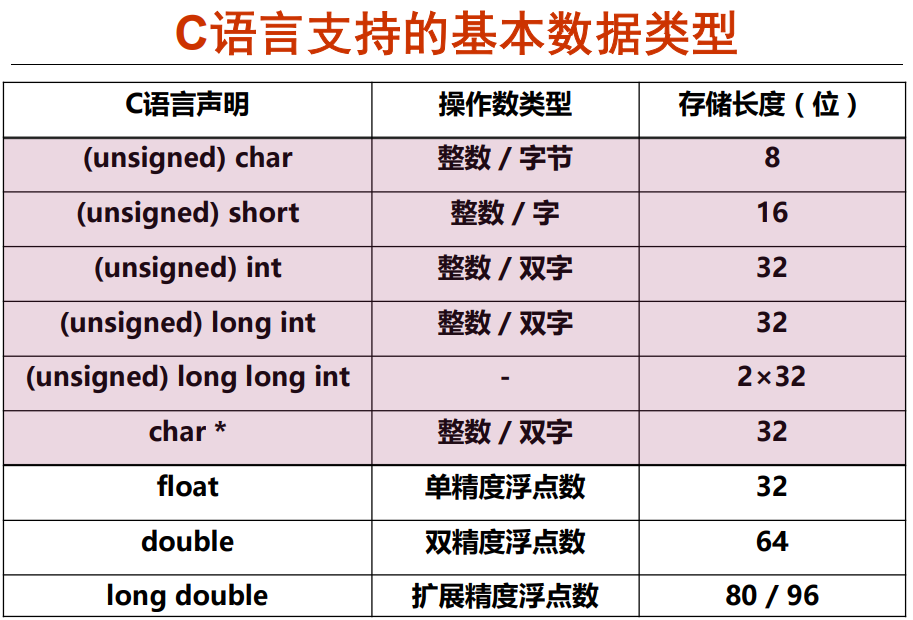 C语言支持的基本数据类型
C语言声明 操作数类型 存储长度（位）
(unsigned) char 整数 / 字节 8
(unsigned) short 整数 / 字 16
(unsigned) int 整数 / 双字 32
(unsigned) long int 整数 / 双字 32
(unsigned) long long int - 2×32
char * 整数 / 双字 32
float 单精度浮点数 32
double 双精度浮点数 64
long double 扩展精度浮点数 80 / 96